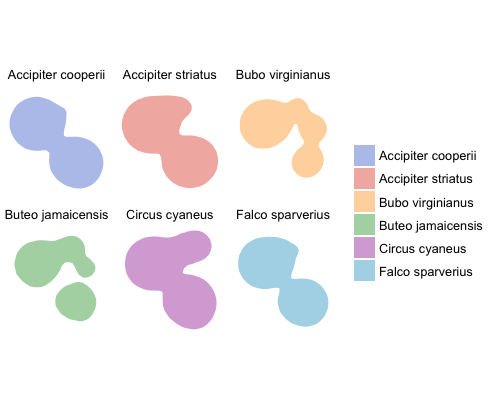 Accipiter cooperii
Accipiter striatus
Bubo virginianus
Buteo jamaicensis
Circus cyaneus
Falco sparverius
Accipiter cooperii
Accipiter striatus
Bubo virginianus
Buteo jamaicensis
Circus cyaneus
Falco sparverius